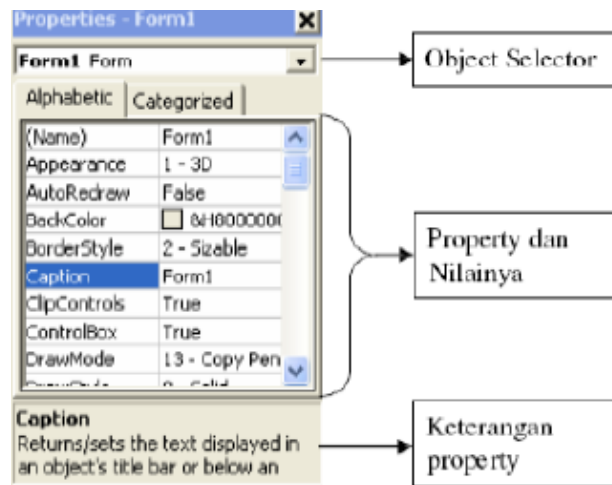 Properties - Form1
Form1 Form
Object Selector
Alphabetic Categorized
(Name) Form1
Appearance 1 - 3D
AutoRedraw False
BackColor &H8000000
BorderStyle 2 - Sizable
Caption Form1
ClipControls True
ControlBox True
DrawMode 13 - Copy Pen
Property dan
Nilainya
Caption
Returns/sets the text displayed in
an object's title bar or below an
Keterangan
property